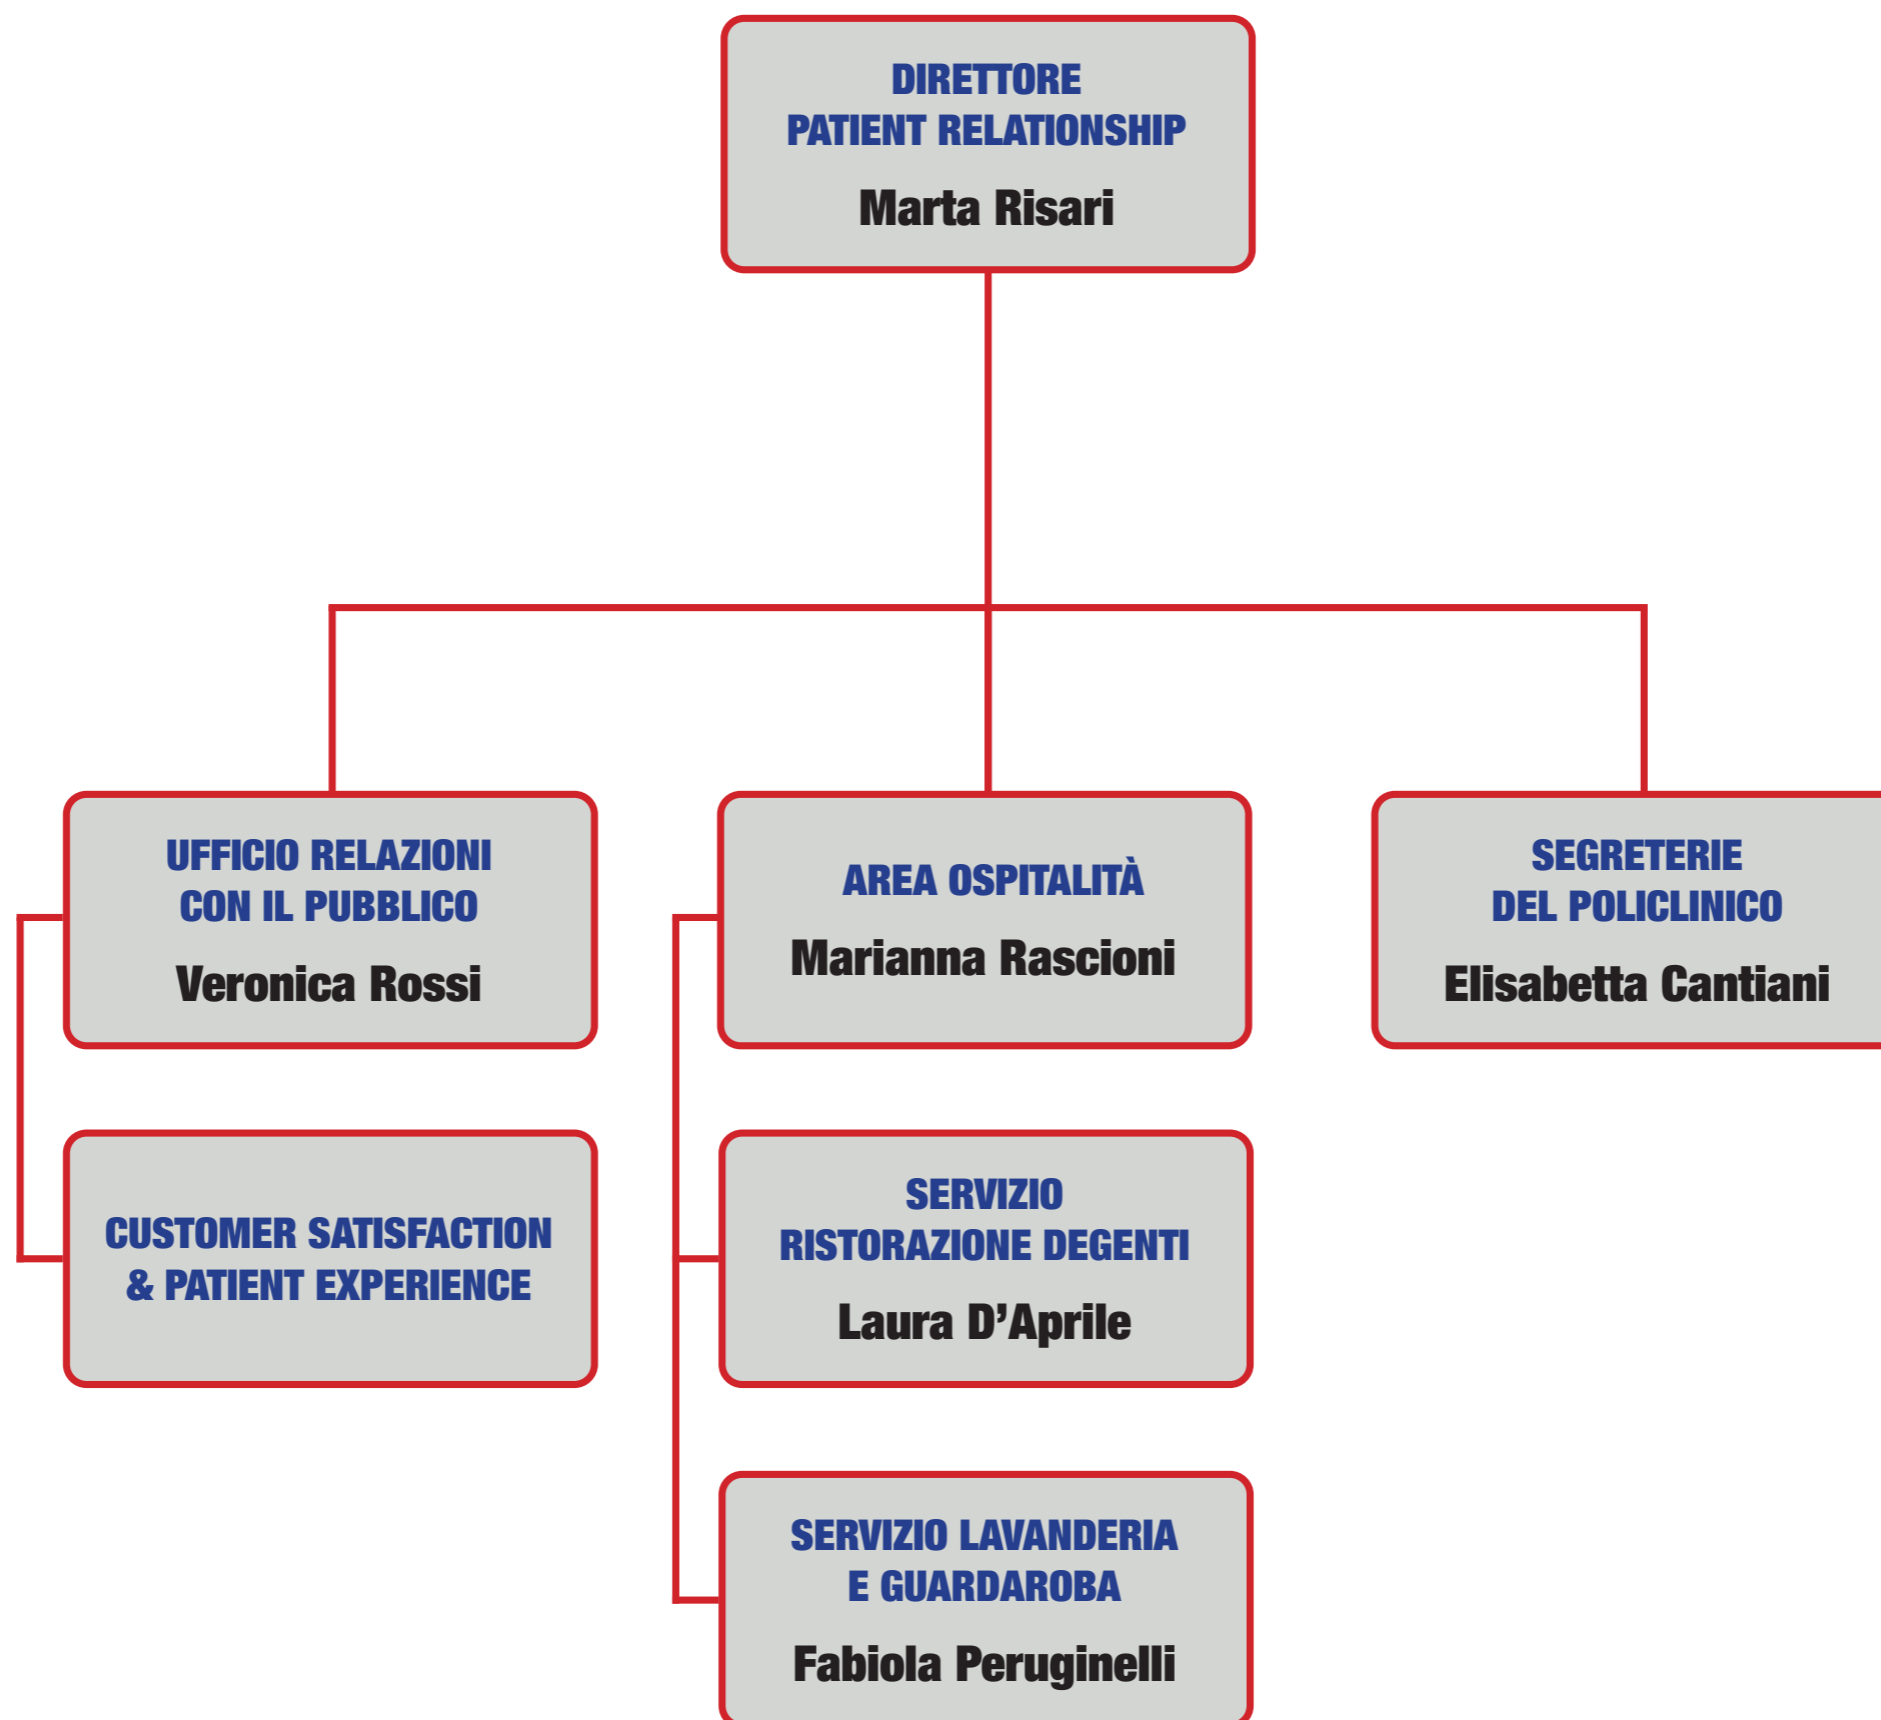 DIRETTORE
PATIENT RELATIONSHIP
Marta Risari
UFFICIO RELAZIONI
CON IL PUBBLICO
Veronica Rossi
AREA OSPITALITÀ
Marianna Rascioni
SEGRETERIE
DEL POLICLINICO
Elisabetta Cantiani
CUSTOMER SATISFACTION
& PATIENT EXPERIENCE
SERVIZIO
RISTORAZIONE DEGENTI
Laura D’Aprile
SERVIZIO LAVANDERIA
E GUARDAROBA
Fabiola Peruginelli